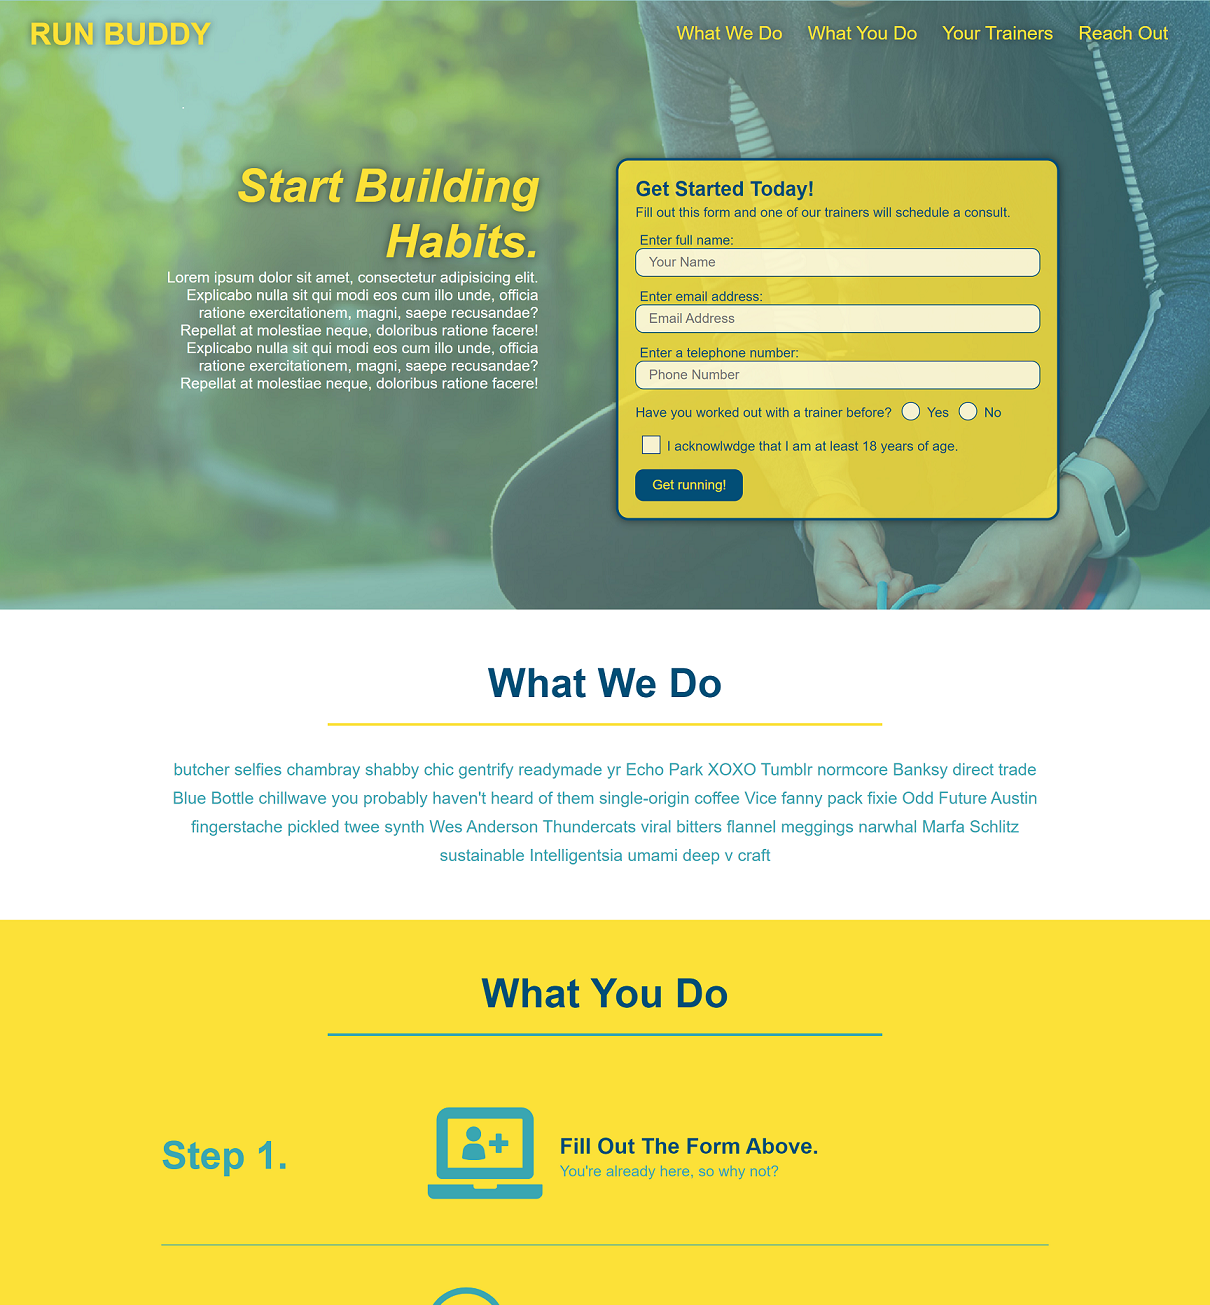 RUN BUDDY
What We Do What You Do Your Trainers Reach Out
Start Building
Habits.
Lorem ipsum dolor sit amet, consectetur adipisicing elit.
Explicabo nulla sit qui modi eos cum illo unde, officia
ratione exercitationem, magni, saepe recusandae?
Repellat at molestiae neque, doloribus ratione facere!
Explicabo nulla sit qui modi eos cum illo unde, officia
ratione exercitationem, magni, saepe recusandae?
Repellat at molestiae neque, doloribus ratione facere!
Get Started Today!
Fill out this form and one of our trainers will schedule a consult.
Enter full name:
Your Name
Enter email address:
Email Address
Enter a telephone number:
Phone Number
Have you worked out with a trainer before? Yes No
I acknowlwdge that I am at least 18 years of age.
Get running!
What We Do
butcher selfies chambray shabby chic gentrify readymade yr Echo Park XOXO Tumblr normcore Banksy direct trade
Blue Bottle chillwave you probably haven't heard of them single-origin coffee Vice fanny pack fixie Odd Future Austin
fingerstache pickled twee synth Wes Anderson Thundercats viral bitters flannel meggings narwhal Marfa Schlitz
sustainable Intelligentsia umami deep v craft
What You Do
Step 1.
Fill Out The Form Above.
You're already here, so why not?